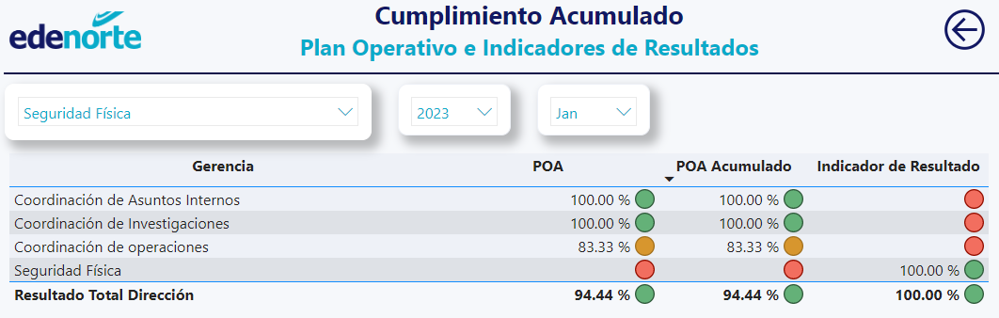 edenorte
Cumplimiento Acumulado
Plan Operativo e Indicadores de Resultados
Seguridad Física 2023 Jan
Gerencia POA POA Acumulado Indicador de Resultado
Coordinación de Asuntos Internos 100.00 % 100.00 %
Coordinación de Investigaciones 100.00 % 100.00 %
Coordinación de operaciones 83.33 % 83.33 %
Seguridad Física 100.00 %
Resultado Total Dirección 94.44 % 94.44 % 100.00 %